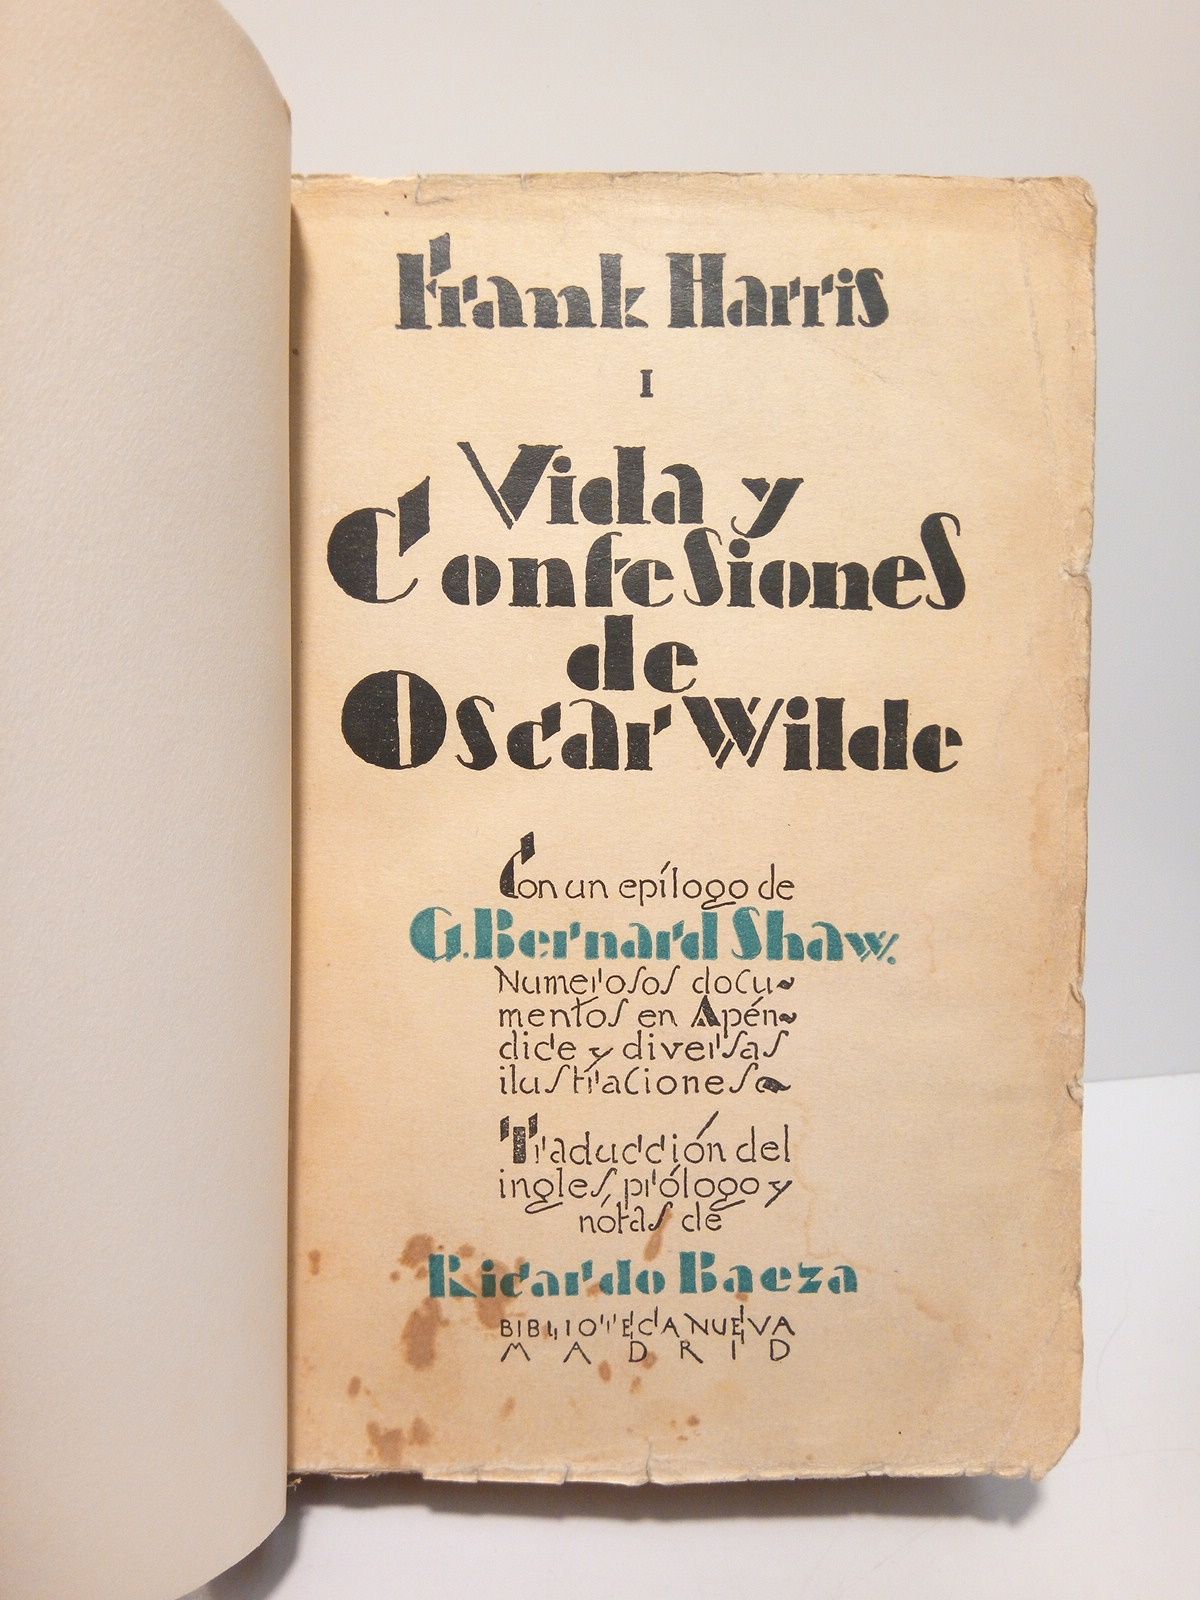 Frank Harris
I
Vida y
Confesiones
de
Oscar Wilde
Con un epílogo de
G. Bernard Shaw.
Numerosos docu-
mentos en Apén-
dice y diversas
ilustraciones
Traducción del
ingles, prólogo y
notas de
Ricardo Baeza
BIBLIOTECA NUEVA
MADRID